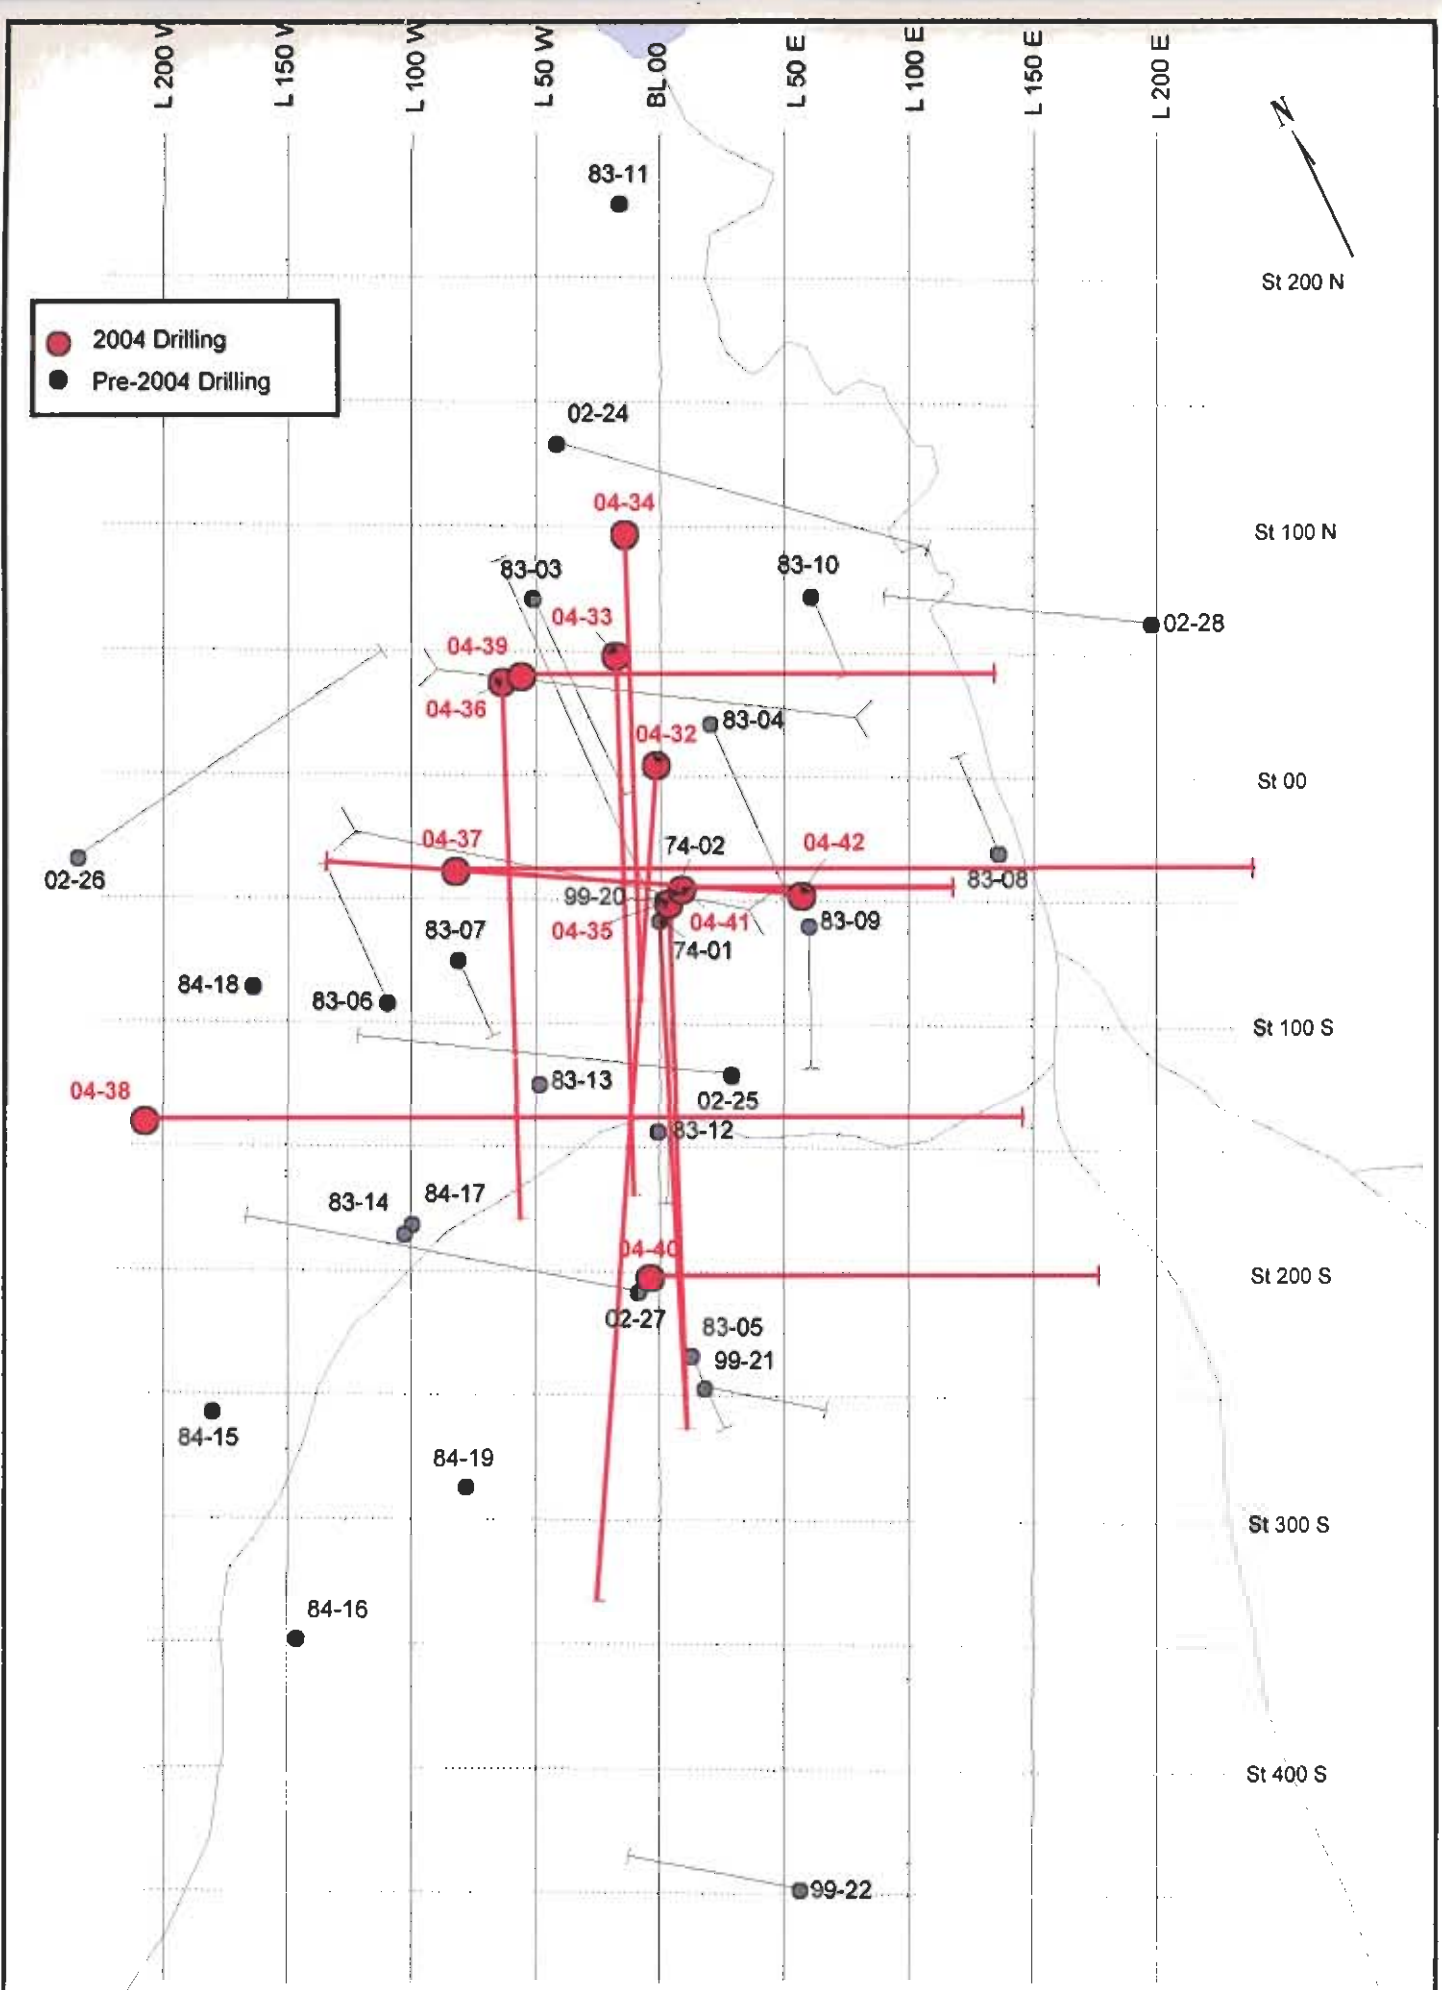 L 200 W
L 150 W
L 100 W
L 50 W
BL 00
L 50 E
L 100 E
L 150 E
L 200 E
N
83-11
St 200 N
2004 Drilling
Pre-2004 Drilling
02-24
04-34
St 100 N
83-03
83-10
04-33
02-28
04-39
04-36
83-04
04-32
St 00
04-37
74-02
04-42
02-26
83-08
99-20
04-35
04-41
83-09
83-07
74-01
84-18
83-06
St 100 S
83-13
04-38
02-25
83-12
83-14
84-17
04-40
St 200 S
02-27
83-05
99-21
84-15
84-19
St 300 S
84-16
St 400 S
99-22